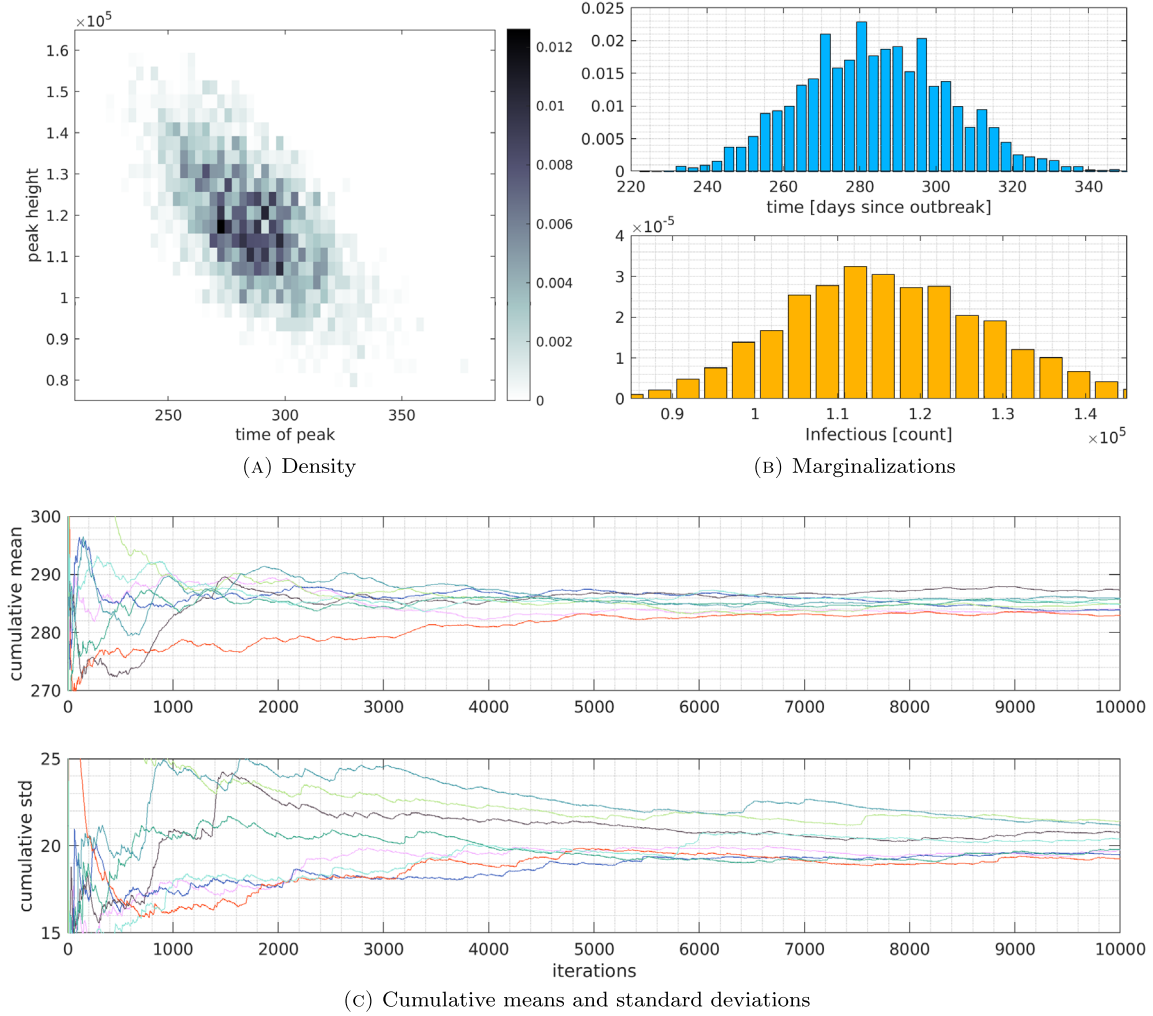 ×10⁵
1.6
1.5
1.4
1.3
1.2
1.1
1
0.9
0.8
peak height
250 300 350
time of peak
0.012
0.01
0.008
0.006
0.004
0.002
0
(A) Density
0.025
0.02
0.015
0.01
0.005
0
220 240 260 280 300 320 340
time [days since outbreak]
×10⁻⁵
4
3
2
1
0
0.9 1 1.1 1.2 1.3 1.4
Infectious [count]
×10⁵
(B) Marginalizations
300
290
280
270
cumulative mean
0 1000 2000 3000 4000 5000 6000 7000 8000 9000 10000
25
20
15
cumulative std
0 1000 2000 3000 4000 5000 6000 7000 8000 9000 10000
iterations
(C) Cumulative means and standard deviations